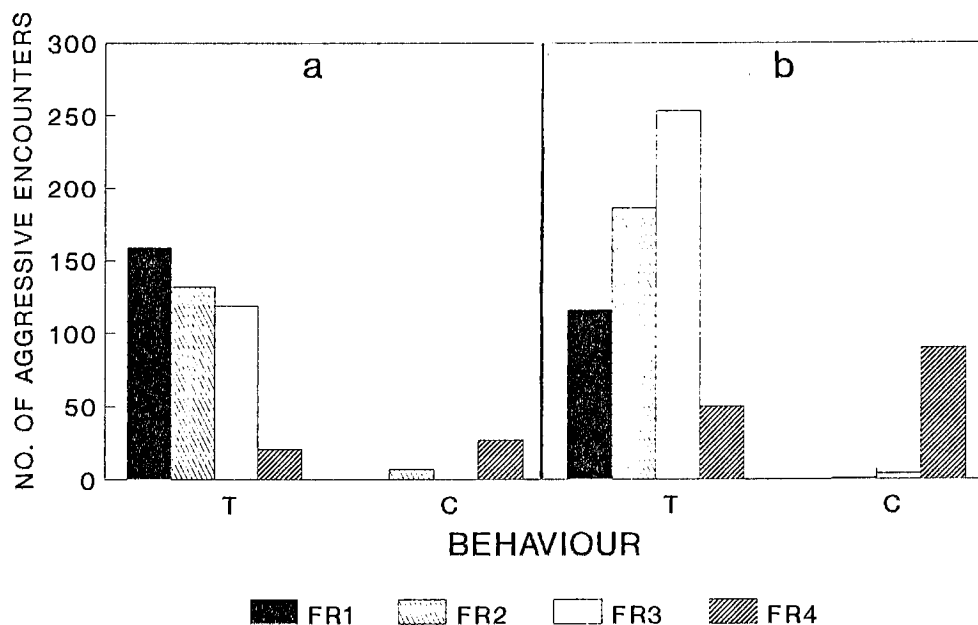 NO. OF AGGRESSIVE ENCOUNTERS
300
250
200
150
100
50
0
a
b
T
C
T
C
BEHAVIOUR
FR1
FR2
FR3
FR4